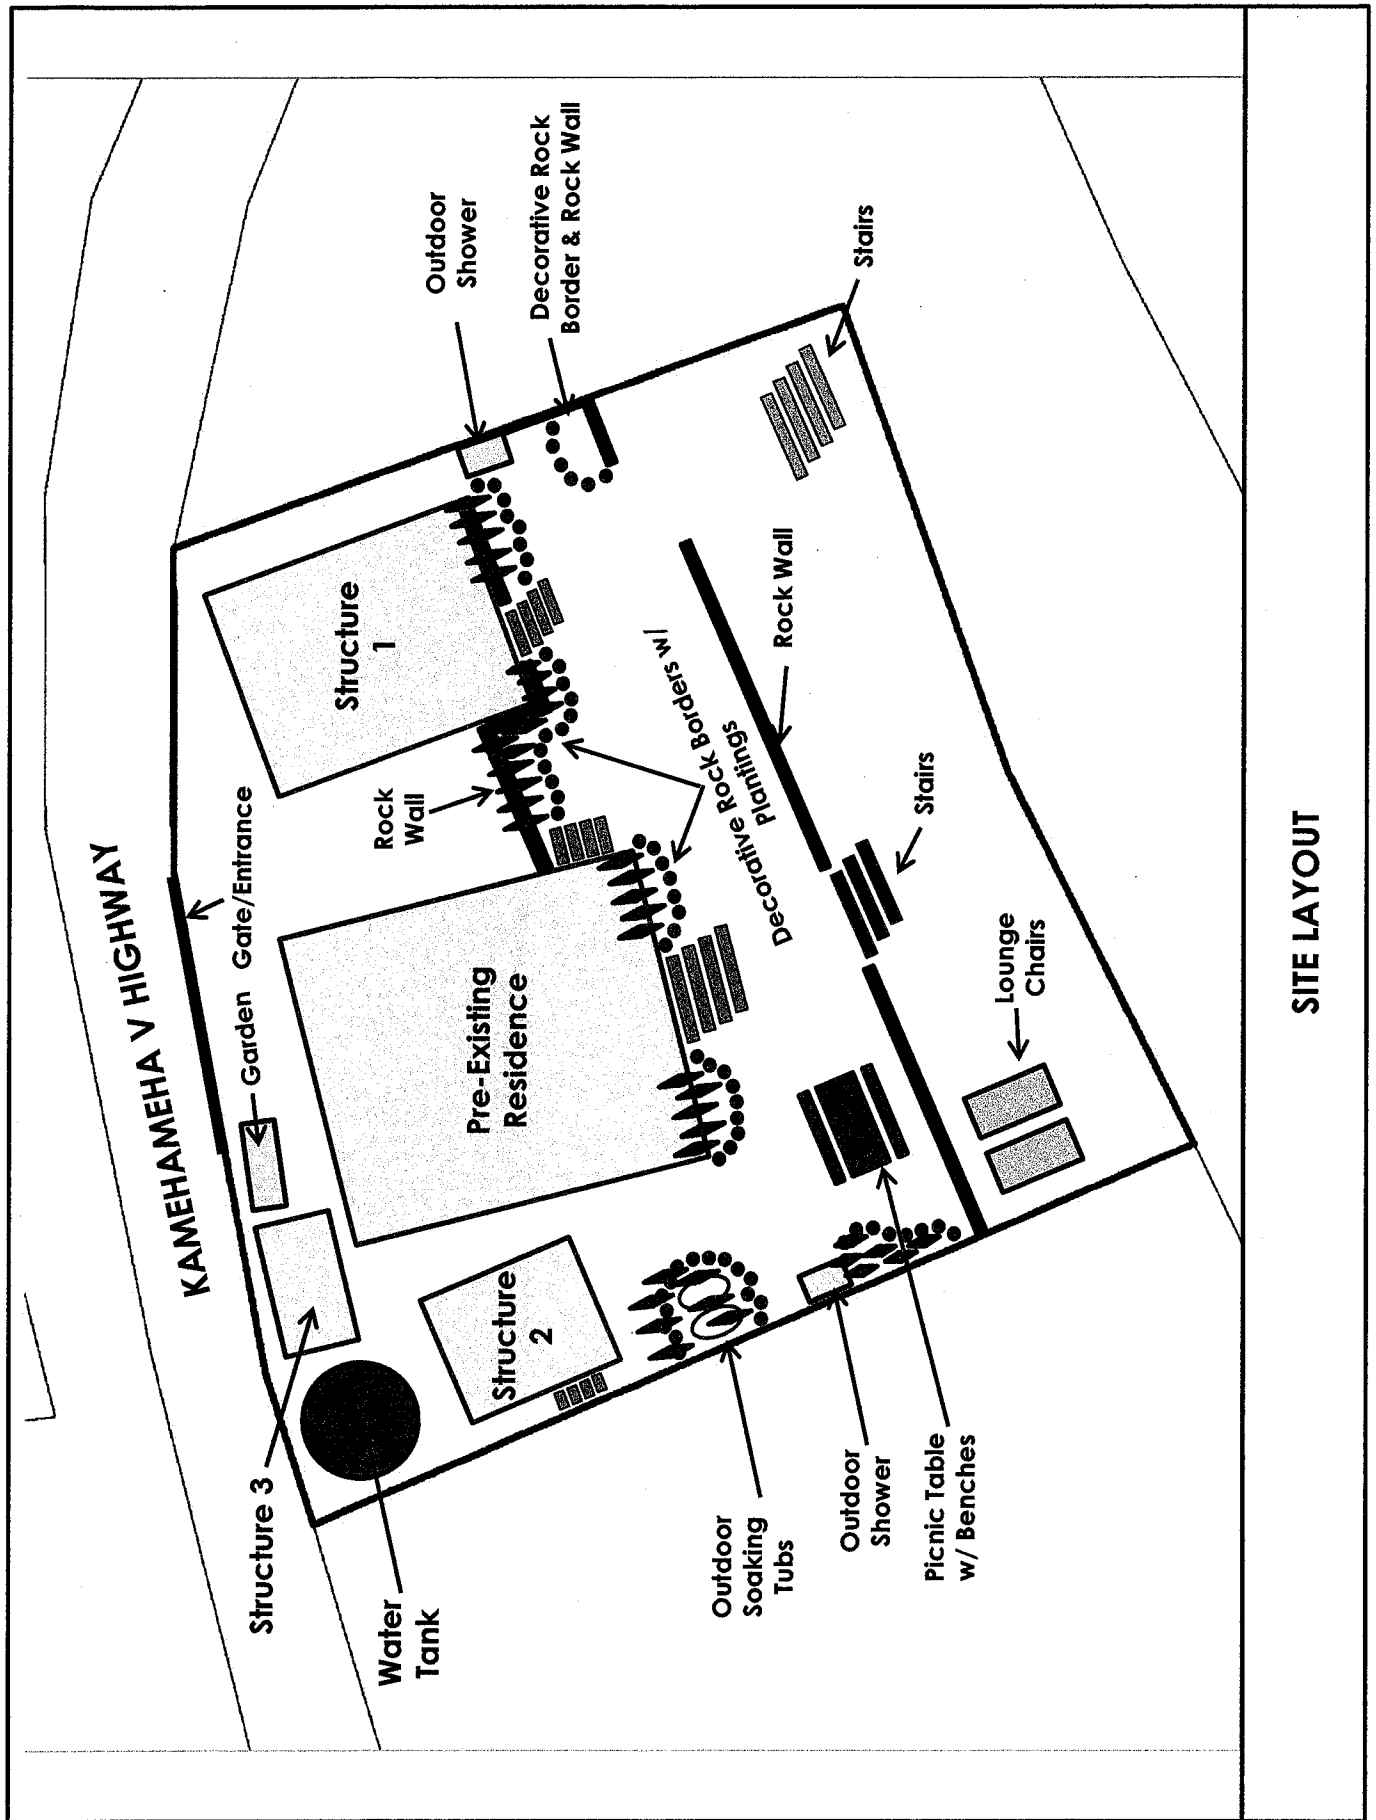 KAMEHAMEHA V HIGHWAY
Structure 3
Water
Tank
Garden
Gate/Entrance
Structure
2
Pre-Existing
Residence
Rock
Wall
Structure
1
Outdoor
Shower
Decorative Rock
Border & Rock Wall
Decorative Rock Borders w/
Plantings
Outdoor
Soaking
Tubs
Outdoor
Shower
Picnic Table
w/ Benches
Lounge
Chairs
Stairs
Rock Wall
Stairs
SITE LAYOUT